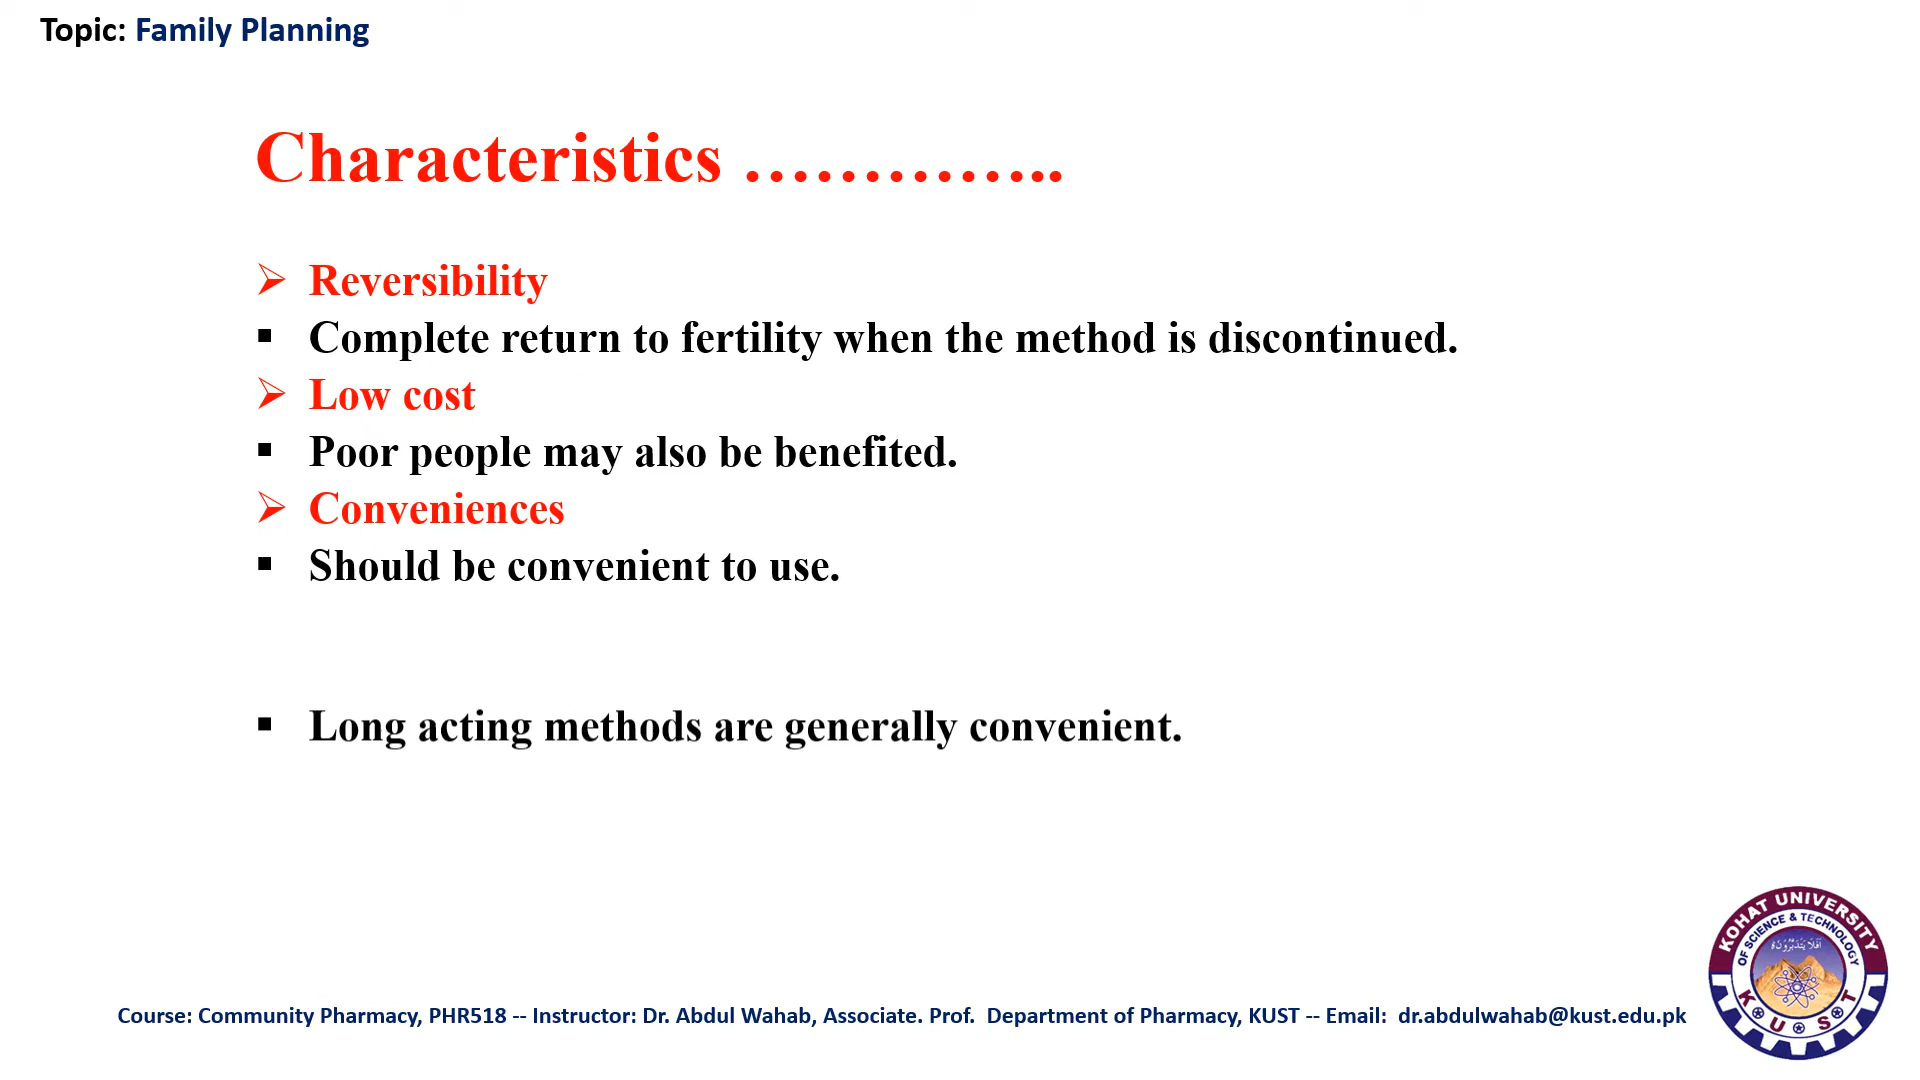 Topic: Family Planning
Characteristics …………..
➢ Reversibility
▪ Complete return to fertility when the method is discontinued.
➢ Low cost
▪ Poor people may also be benefited.
➢ Conveniences
▪ Should be convenient to use.
▪ Long acting methods are generally convenient.
KOHAT UNIVERSITY
OF SCIENCE & TECHNOLOGY
أفلا يتدبرون
K U S T
Course: Community Pharmacy, PHR518 -- Instructor: Dr. Abdul Wahab, Associate. Prof. Department of Pharmacy, KUST -- Email: dr.abdulwahab@kust.edu.pk